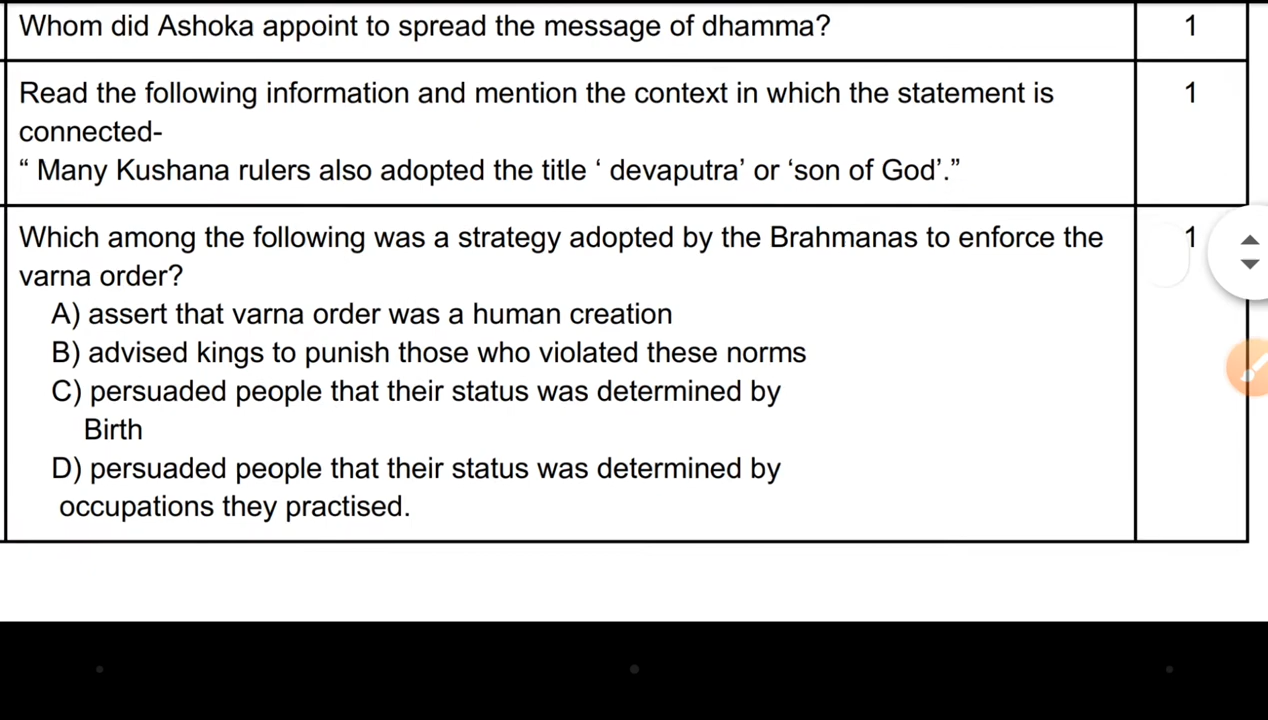 Whom did Ashoka appoint to spread the message of dhamma? 1
Read the following information and mention the context in which the statement is 1
connected-
“ Many Kushana rulers also adopted the title ‘ devaputra’ or ‘son of God’.”
Which among the following was a strategy adopted by the Brahmanas to enforce the 1
varna order?
A) assert that varna order was a human creation
B) advised kings to punish those who violated these norms
C) persuaded people that their status was determined by
Birth
D) persuaded people that their status was determined by
occupations they practised.